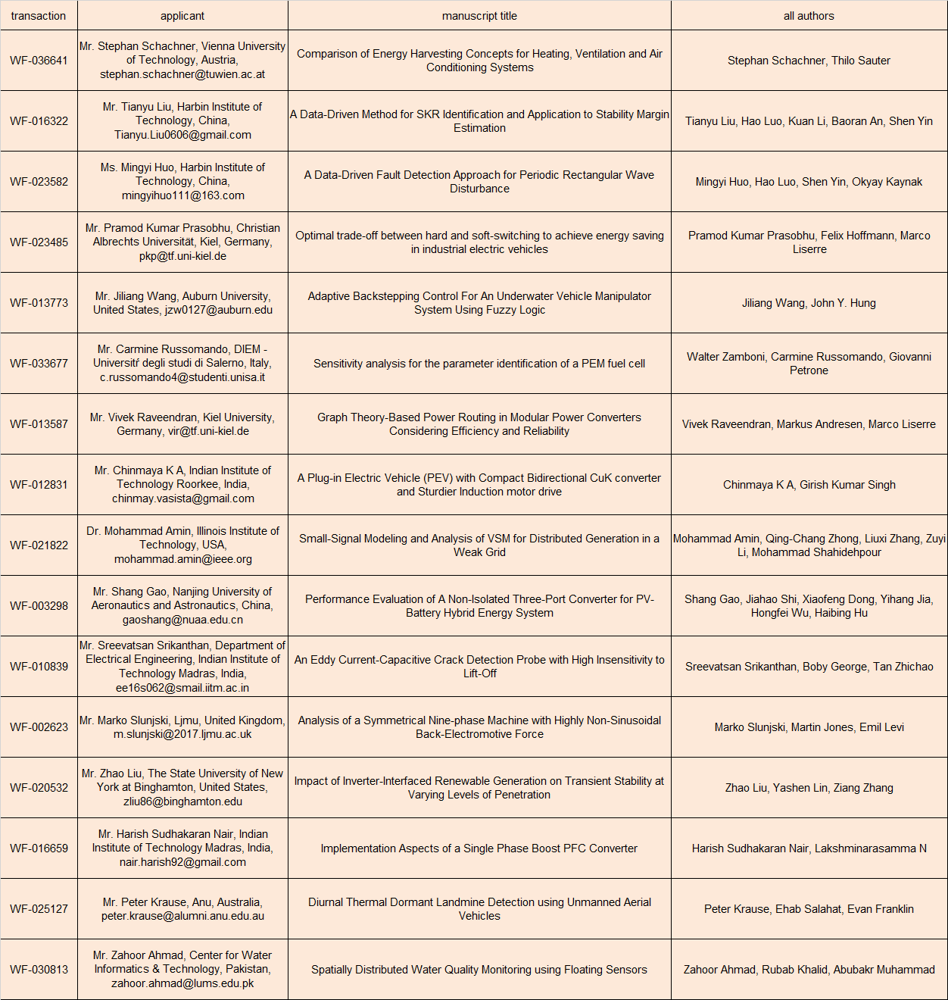 transaction
applicant
manuscript title
all authors
WF-036641
Mr. Stephan Schachner, Vienna University
of Technology, Austria,
stephan.schachner@tuwien.ac.at
Comparison of Energy Harvesting Concepts for Heating, Ventilation and Air
Conditioning Systems
Stephan Schachner, Thilo Sauter
WF-016322
Mr. Tianyu Liu, Harbin Institute of
Technology, China,
Tianyu.Liu0606@gmail.com
A Data-Driven Method for SKR Identification and Application to Stability Margin
Estimation
Tianyu Liu, Hao Luo, Kuan Li, Baoran An, Shen Yin
WF-023582
Ms. Mingyi Huo, Harbin Institute of
Technology, China,
mingyihuo111@163.com
A Data-Driven Fault Detection Approach for Periodic Rectangular Wave
Disturbance
Mingyi Huo, Hao Luo, Shen Yin, Okyay Kaynak
WF-023485
Mr. Pramod Kumar Prasobhu, Christian
Albrechts Universität, Kiel, Germany,
pkp@tf.uni-kiel.de
Optimal trade-off between hard and soft-switching to achieve energy saving
in industrial electric vehicles
Pramod Kumar Prasobhu, Felix Hoffmann, Marco
Liserre
WF-013773
Mr. Jiliang Wang, Auburn University,
United States, jzw0127@auburn.edu
Adaptive Backstepping Control For An Underwater Vehicle Manipulator
System Using Fuzzy Logic
Jiliang Wang, John Y. Hung
WF-033677
Mr. Carmine Russomando, DIEM -
Universitŕ degli studi di Salerno, Italy,
c.russomando4@studenti.unisa.it
Sensitivity analysis for the parameter identification of a PEM fuel cell
Walter Zamboni, Carmine Russomando, Giovanni
Petrone
WF-013587
Mr. Vivek Raveendran, Kiel University,
Germany, vir@tf.uni-kiel.de
Graph Theory-Based Power Routing in Modular Power Converters
Considering Efficiency and Reliability
Vivek Raveendran, Markus Andresen, Marco Liserre
WF-012831
Mr. Chinmaya K A, Indian Institute of
Technology Roorkee, India,
chinmay.vasista@gmail.com
A Plug-in Electric Vehicle (PEV) with Compact Bidirectional CuK converter
and Sturdier Induction motor drive
Chinmaya K A, Girish Kumar Singh
WF-021822
Dr. Mohammad Amin, Illinois Institute of
Technology, USA,
mohammad.amin@ieee.org
Small-Signal Modeling and Analysis of VSM for Distributed Generation in a
Weak Grid
Mohammad Amin, Qing-Chang Zhong, Liuxi Zhang, Zuyi
Li, Mohammad Shahidehpour
WF-003298
Mr. Shang Gao, Nanjing University of
Aeronautics and Astronautics, China,
gaoshang@nuaa.edu.cn
Performance Evaluation of A Non-Isolated Three-Port Converter for PV-
Battery Hybrid Energy System
Shang Gao, Jiahao Shi, Xiaofeng Dong, Yihang Jia,
Hongfei Wu, Haibing Hu
WF-010839
Mr. Sreevatsan Srikanthan, Department of
Electrical Engineering, Indian Institute of
Technology Madras, India,
ee16s062@smail.iitm.ac.in
An Eddy Current-Capacitive Crack Detection Probe with High Insensitivity to
Lift-Off
Sreevatsan Srikanthan, Boby George, Tan Zhichao
WF-002623
Mr. Marko Slunjski, Ljmu, United Kingdom,
m.slunjski@2017.ljmu.ac.uk
Analysis of a Symmetrical Nine-phase Machine with Highly Non-Sinusoidal
Back-Electromotive Force
Marko Slunjski, Martin Jones, Emil Levi
WF-020532
Mr. Zhao Liu, The State University of New
York at Binghamton, United States,
zliu86@binghamton.edu
Impact of Inverter-Interfaced Renewable Generation on Transient Stability at
Varying Levels of Penetration
Zhao Liu, Yashen Lin, Ziang Zhang
WF-016659
Mr. Harish Sudhakaran Nair, Indian
Institute of Technology Madras, India,
nair.harish92@gmail.com
Implementation Aspects of a Single Phase Boost PFC Converter
Harish Sudhakaran Nair, Lakshminarasamma N
WF-025127
Mr. Peter Krause, Anu, Australia,
peter.krause@alumni.anu.edu.au
Diurnal Thermal Dormant Landmine Detection using Unmanned Aerial
Vehicles
Peter Krause, Ehab Salahat, Evan Franklin
WF-030813
Mr. Zahoor Ahmad, Center for Water
Informatics & Technology, Pakistan,
zahoor.ahmad@lums.edu.pk
Spatially Distributed Water Quality Monitoring using Floating Sensors
Zahoor Ahmad, Rubab Khalid, Abubakr Muhammad